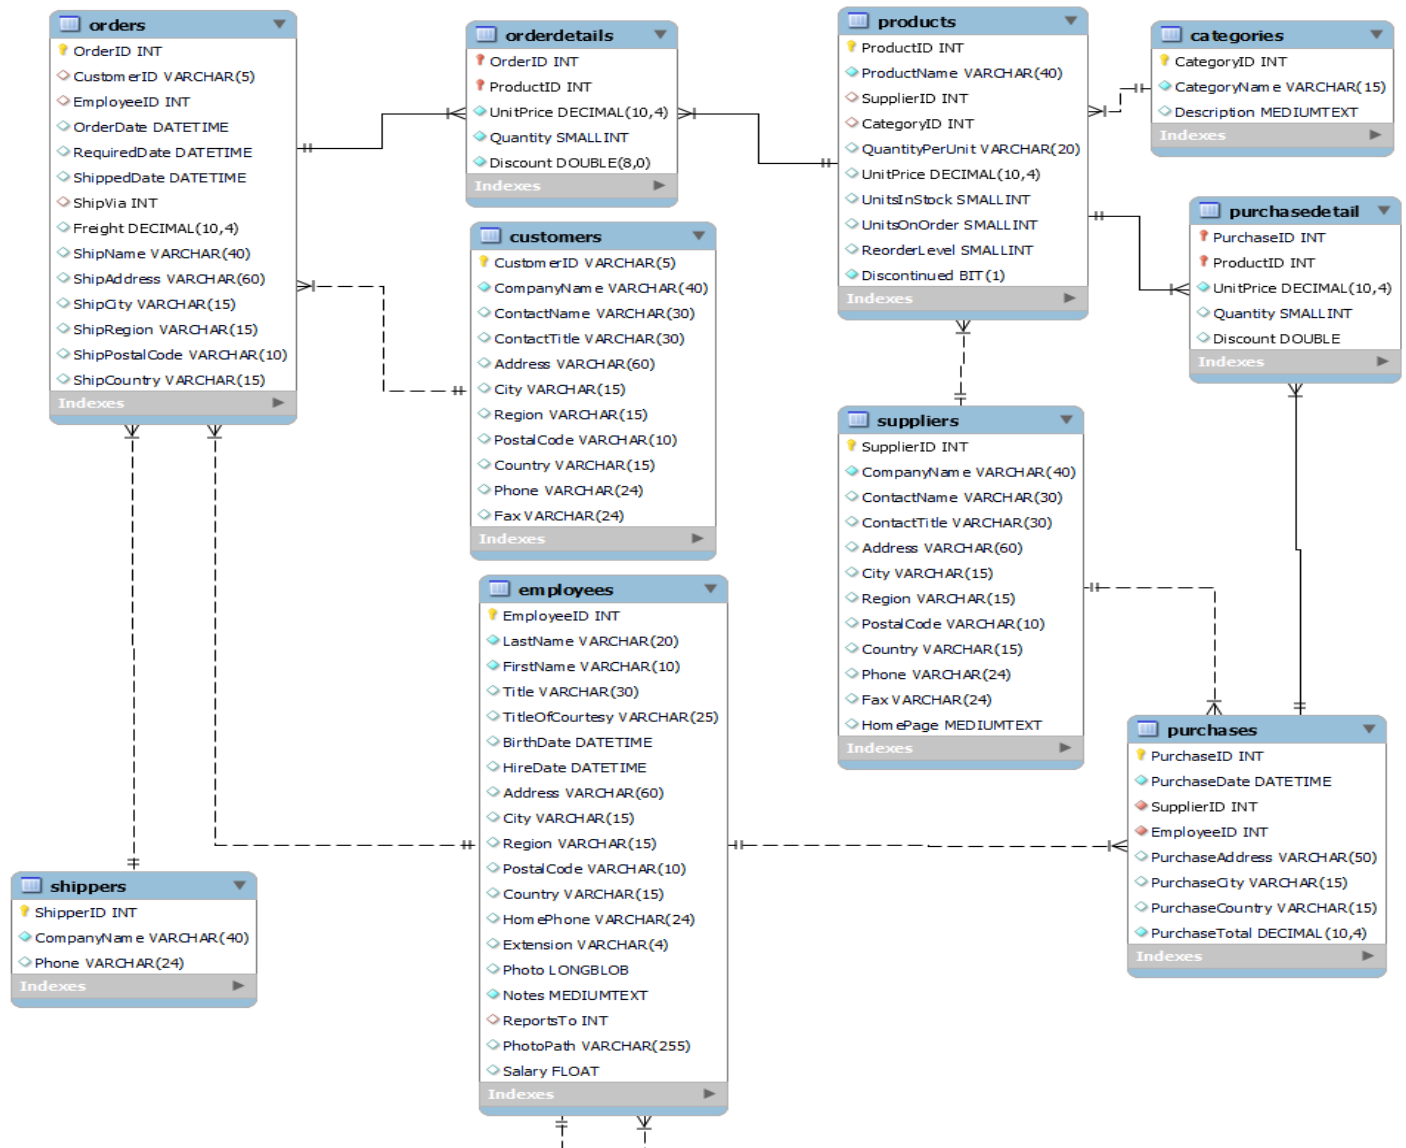 orders
OrderID INT
CustomerID VARCHAR(5)
EmployeeID INT
OrderDate DATETIME
RequiredDate DATETIME
ShippedDate DATETIME
ShipVia INT
Freight DECIMAL(10,4)
ShipName VARCHAR(40)
ShipAddress VARCHAR(60)
ShipCity VARCHAR(15)
ShipRegion VARCHAR(15)
ShipPostalCode VARCHAR(10)
ShipCountry VARCHAR(15)
Indexes
orderdetails
OrderID INT
ProductID INT
UnitPrice DECIMAL(10,4)
Quantity SMALLINT
Discount DOUBLE(8,0)
Indexes
products
ProductID INT
ProductName VARCHAR(40)
SupplierID INT
CategoryID INT
QuantityPerUnit VARCHAR(20)
UnitPrice DECIMAL(10,4)
UnitsInStock SMALLINT
UnitsOnOrder SMALLINT
ReorderLevel SMALLINT
Discontinued BIT(1)
Indexes
categories
CategoryID INT
CategoryName VARCHAR(15)
Description MEDIUMTEXT
Indexes
purchasedetail
PurchaseID INT
ProductID INT
UnitPrice DECIMAL(10,4)
Quantity SMALLINT
Discount DOUBLE
Indexes
customers
CustomerID VARCHAR(5)
CompanyName VARCHAR(40)
ContactName VARCHAR(30)
ContactTitle VARCHAR(30)
Address VARCHAR(60)
City VARCHAR(15)
Region VARCHAR(15)
PostalCode VARCHAR(10)
Country VARCHAR(15)
Phone VARCHAR(24)
Fax VARCHAR(24)
Indexes
suppliers
SupplierID INT
CompanyName VARCHAR(40)
ContactName VARCHAR(30)
ContactTitle VARCHAR(30)
Address VARCHAR(60)
City VARCHAR(15)
Region VARCHAR(15)
PostalCode VARCHAR(10)
Country VARCHAR(15)
Phone VARCHAR(24)
Fax VARCHAR(24)
HomePage MEDIUMTEXT
Indexes
employees
EmployeeID INT
LastName VARCHAR(20)
FirstName VARCHAR(10)
Title VARCHAR(30)
TitleOfCourtesy VARCHAR(25)
BirthDate DATETIME
HireDate DATETIME
Address VARCHAR(60)
City VARCHAR(15)
Region VARCHAR(15)
PostalCode VARCHAR(10)
Country VARCHAR(15)
HomePhone VARCHAR(24)
Extension VARCHAR(4)
Photo LONGBLOB
Notes MEDIUMTEXT
ReportsTo INT
PhotoPath VARCHAR(255)
Salary FLOAT
Indexes
purchases
PurchaseID INT
PurchaseDate DATETIME
SupplierID INT
EmployeeID INT
PurchaseAddress VARCHAR(50)
PurchaseCity VARCHAR(15)
PurchaseCountry VARCHAR(15)
PurchaseTotal DECIMAL(10,4)
Indexes
shippers
ShipperID INT
CompanyName VARCHAR(40)
Phone VARCHAR(24)
Indexes